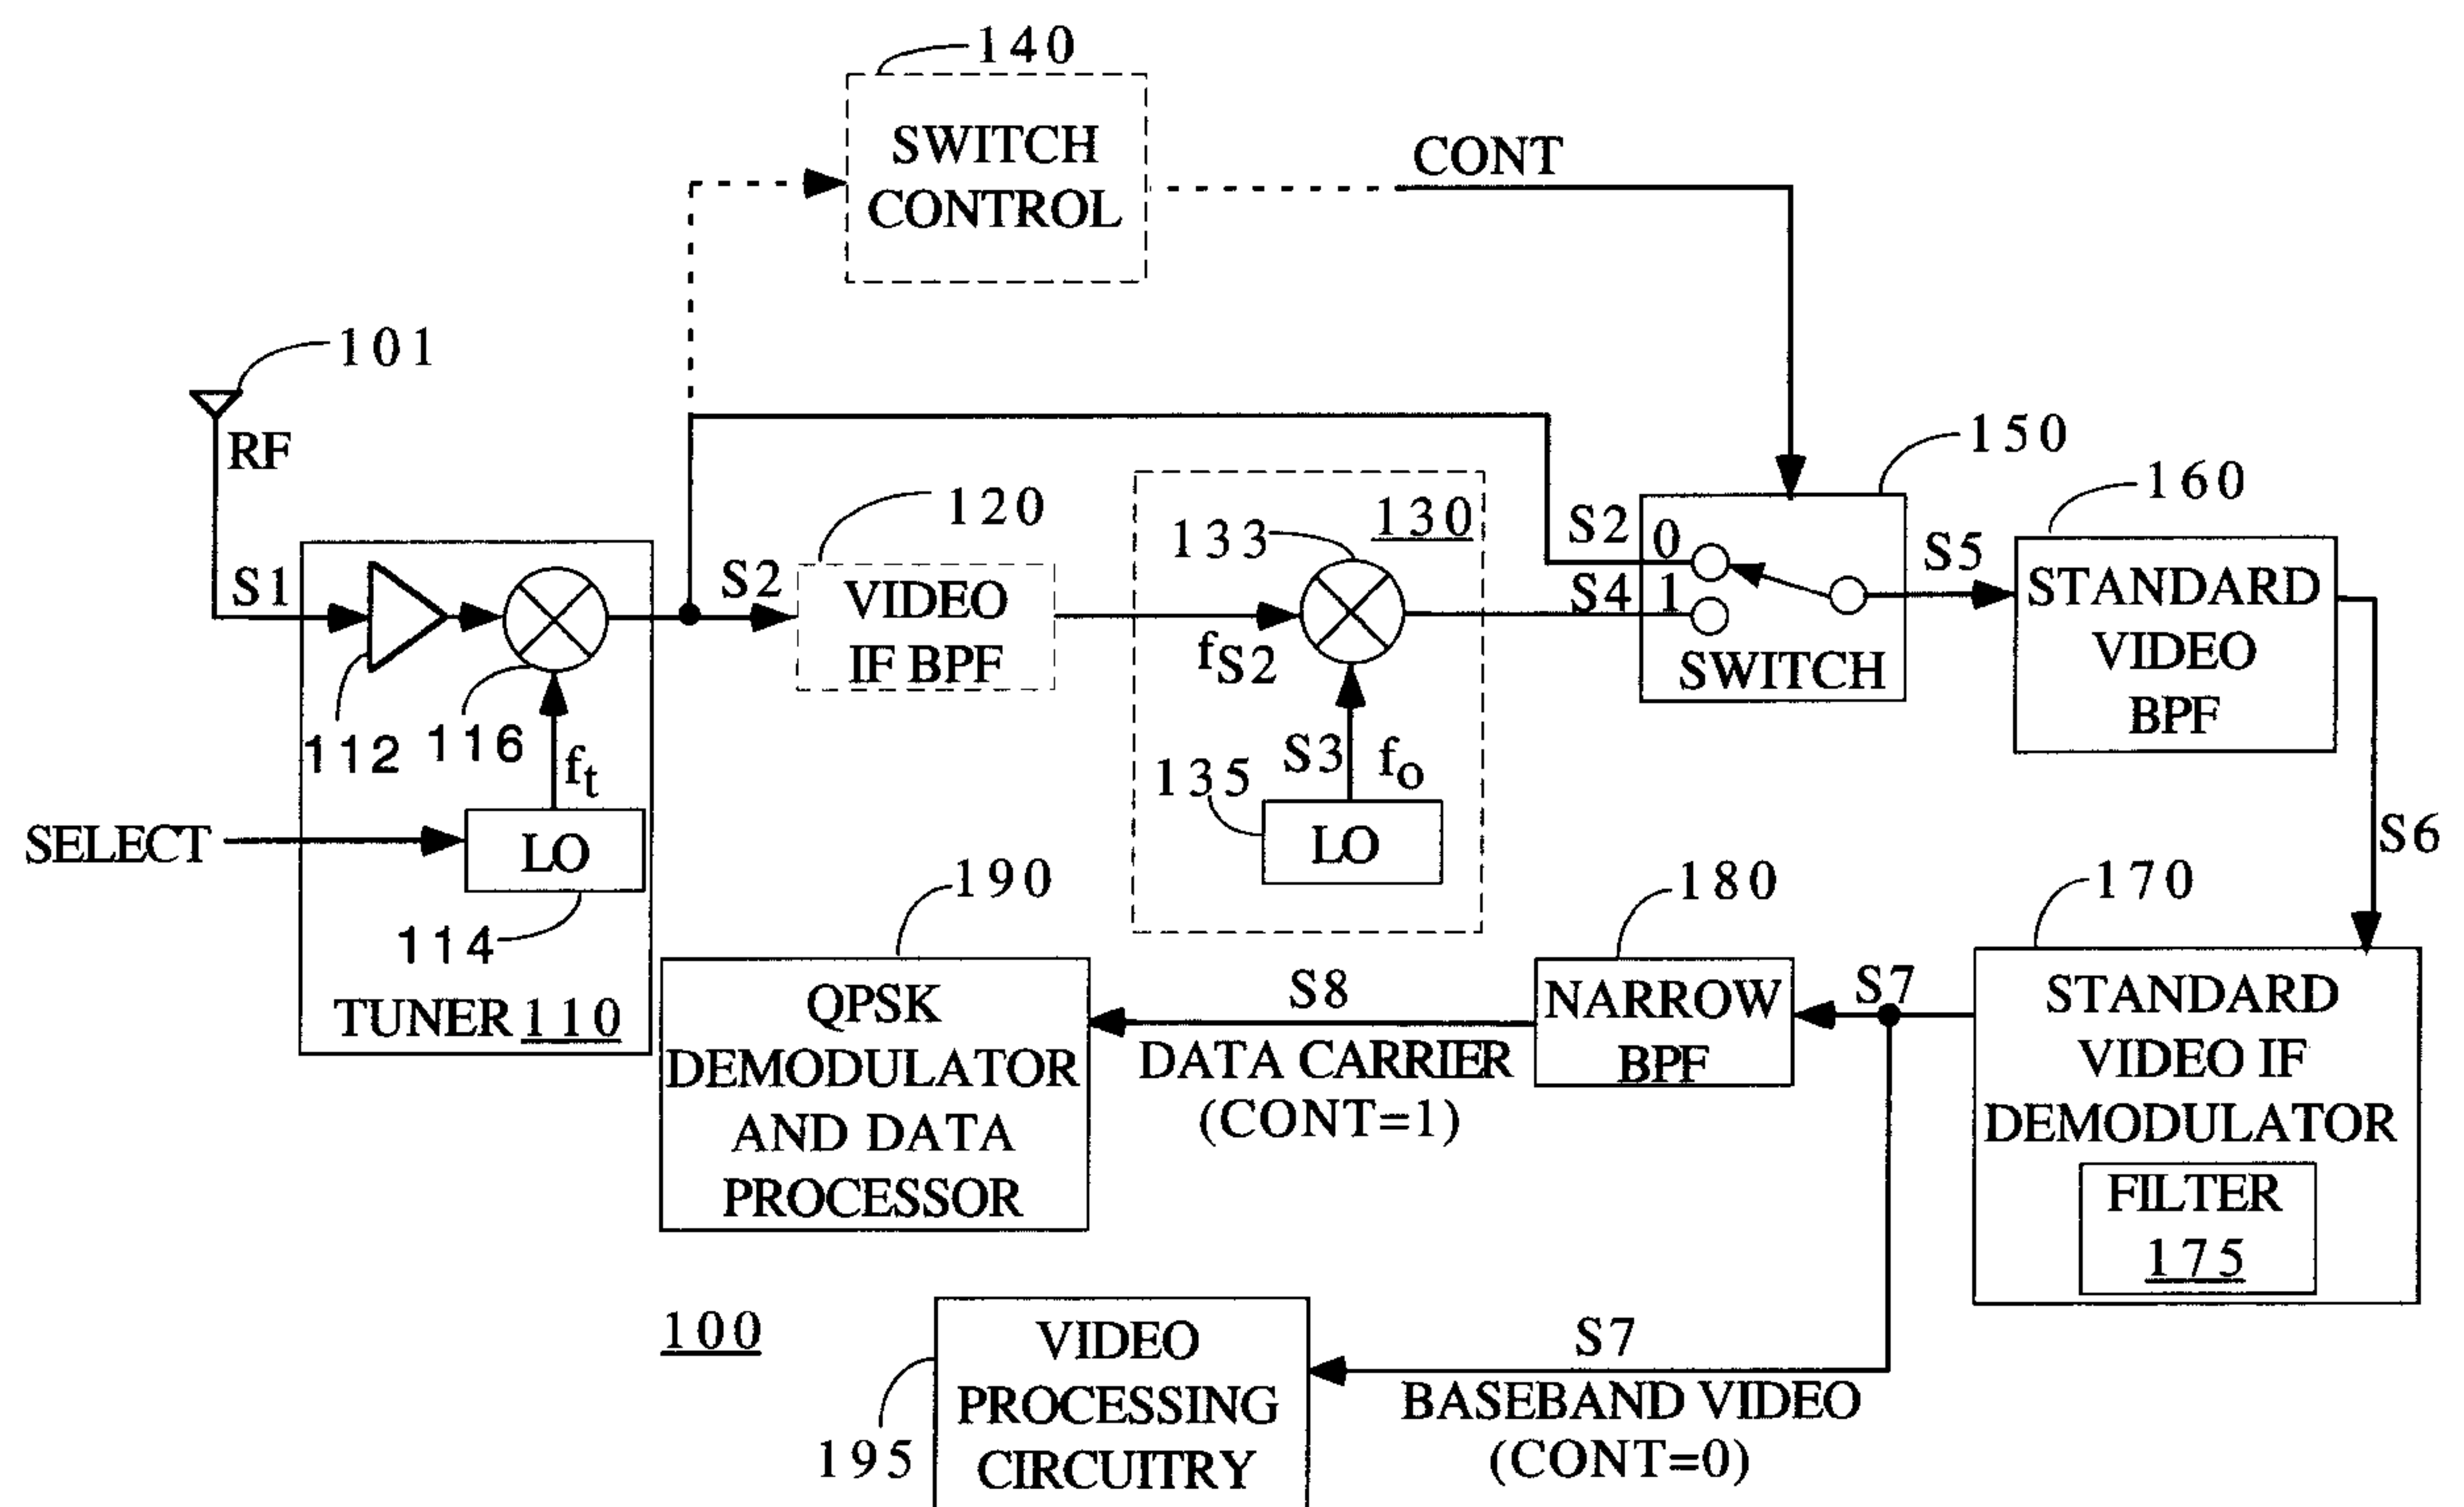 140
SWITCH
CONTROL
CONT
101
RF
150
160
120
133
130
S2 0
S4 1
S5
S1
S2
VIDEO
IF BPF
fS2
SWITCH
STANDARD
VIDEO
BPF
112
116
ft
135
S3 fo
LO
SELECT
LO
S6
114
190
180
170
TUNER 110
QPSK
DEMODULATOR
AND DATA
PROCESSOR
S8
DATA CARRIER
(CONT=1)
NARROW
BPF
S7
STANDARD
VIDEO IF
DEMODULATOR
FILTER
175
100
VIDEO
PROCESSING
CIRCUITRY
195
S7
BASEBAND VIDEO
(CONT=0)